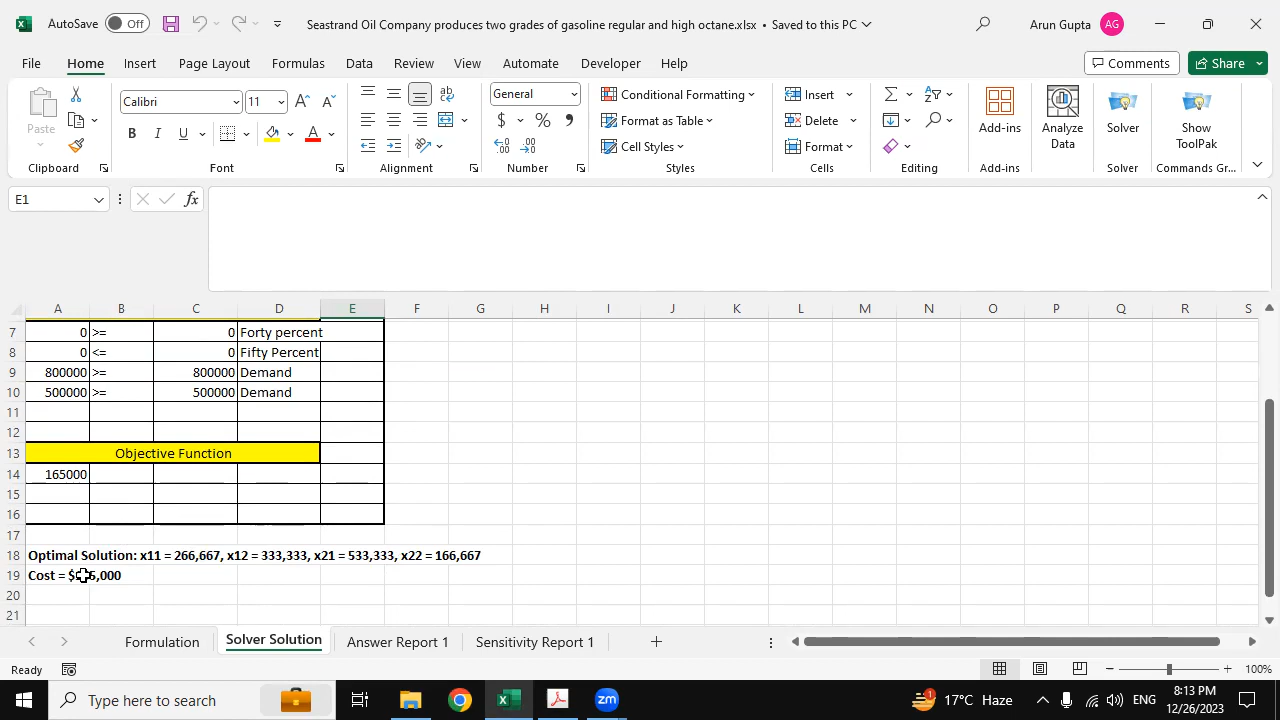 AutoSave Off Seastrand Oil Company produces two grades of gasoline regular and high octane.xlsx • Saved to this PC Arun Gupta AG
File Home Insert Page Layout Formulas Data Review View Automate Developer Help Comments Share
Calibri 11 General Conditional Formatting Insert
Paste B I U A $ % Format as Table Delete Add-ins Analyze Data Solver Show ToolPak
Cell Styles Format
Clipboard Font Alignment Number Styles Cells Editing Add-ins Solver Commands Gr...
E1 fx
A B C D E F G H I J K L M N O P Q R S
7 0 >= 0 Forty percent
8 0 <= 0 Fifty Percent
9 800000 >= 800000 Demand
10 500000 >= 500000 Demand
11
12
13 Objective Function
14 165000
15
16
17
18 Optimal Solution: x11 = 266,667, x12 = 333,333, x21 = 533,333, x22 = 166,667
19 Cost =
20
21
Formulation Solver Solution Answer Report 1 Sensitivity Report 1
Ready 100%
Type here to search zm 1 17°C Haze ENG 8:13 PM
12/26/2023